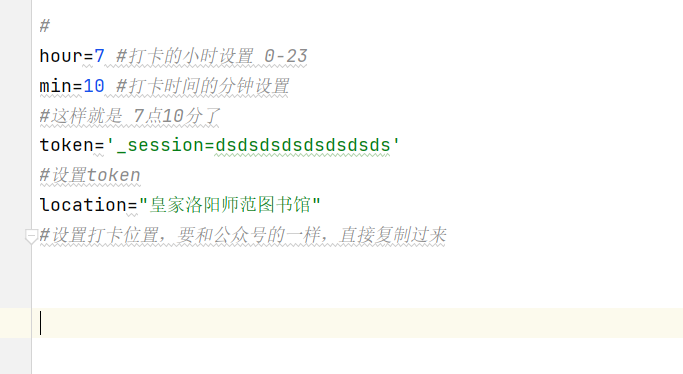 #
hour=7 #打卡的小时设置 0-23
min=10 #打卡时间的分钟设置
#这样就是 7点10分了
token='_session=dsdsdsdsdsdsdsds'
#设置token
location="皇家洛阳师范图书馆"
#设置打卡位置，要和公众号的一样，直接复制过来